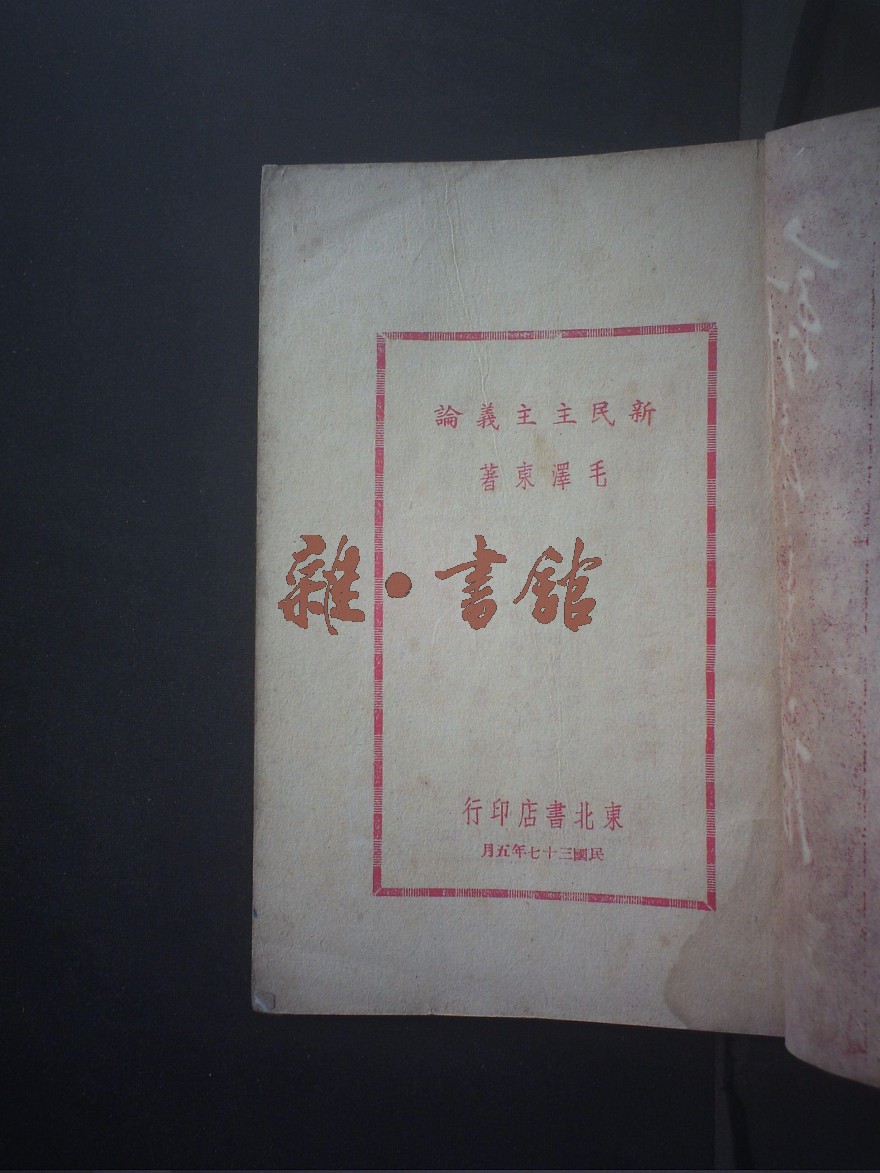 新民主主義論
毛澤東著
雜·書館
東北書店印行
民國三十七年五月